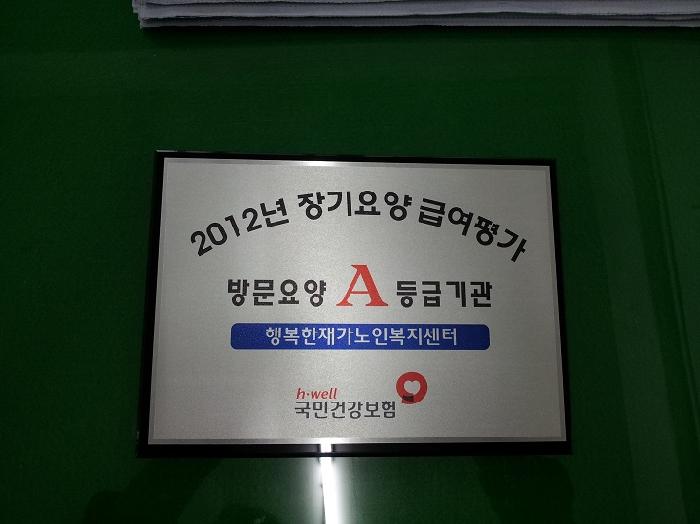 2012년 장기요양 급여평가
방문요양 A 등급기관
행복한재가노인복지센터
h·well
국민건강보험